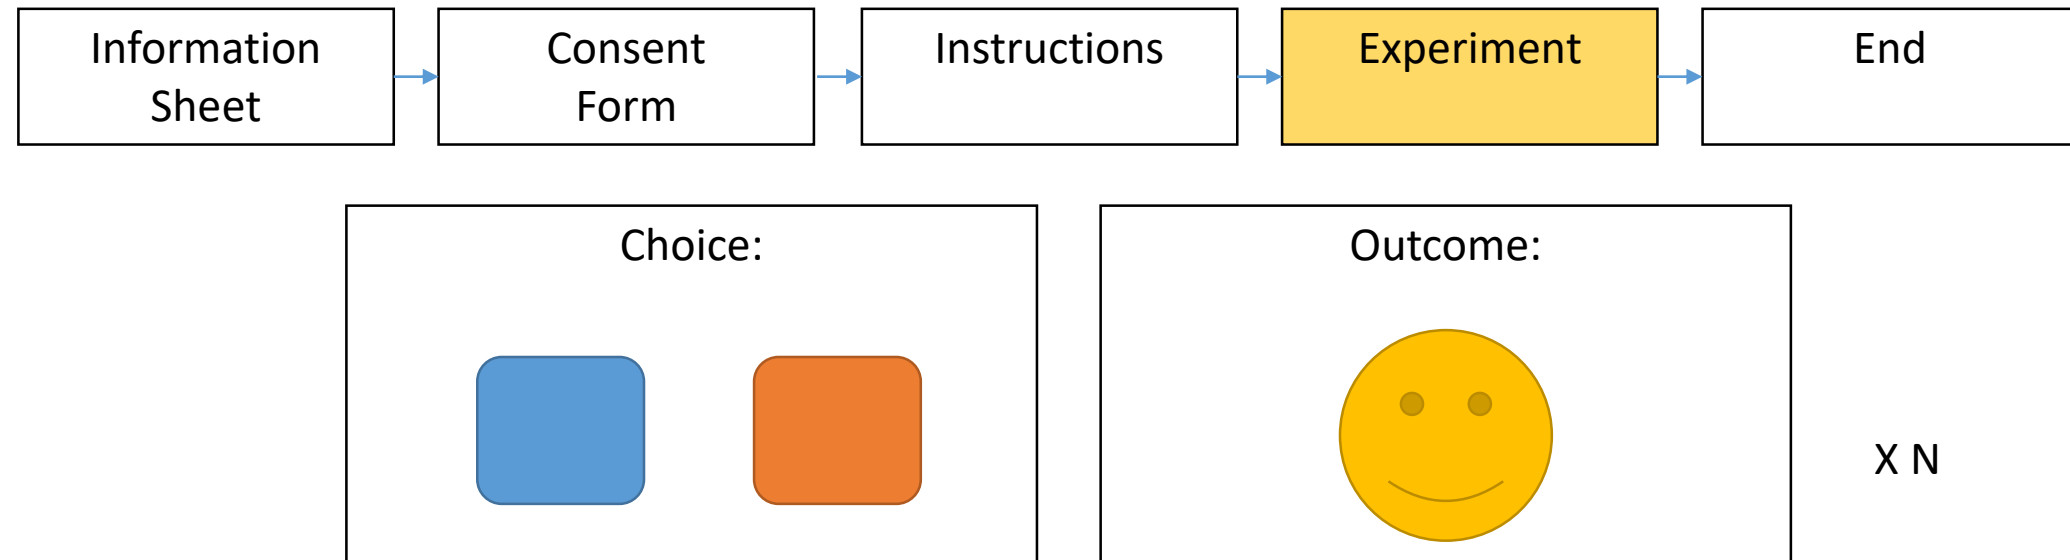 Information
Sheet
Consent
Form
Instructions
Experiment
End
Choice:
Outcome:
X N